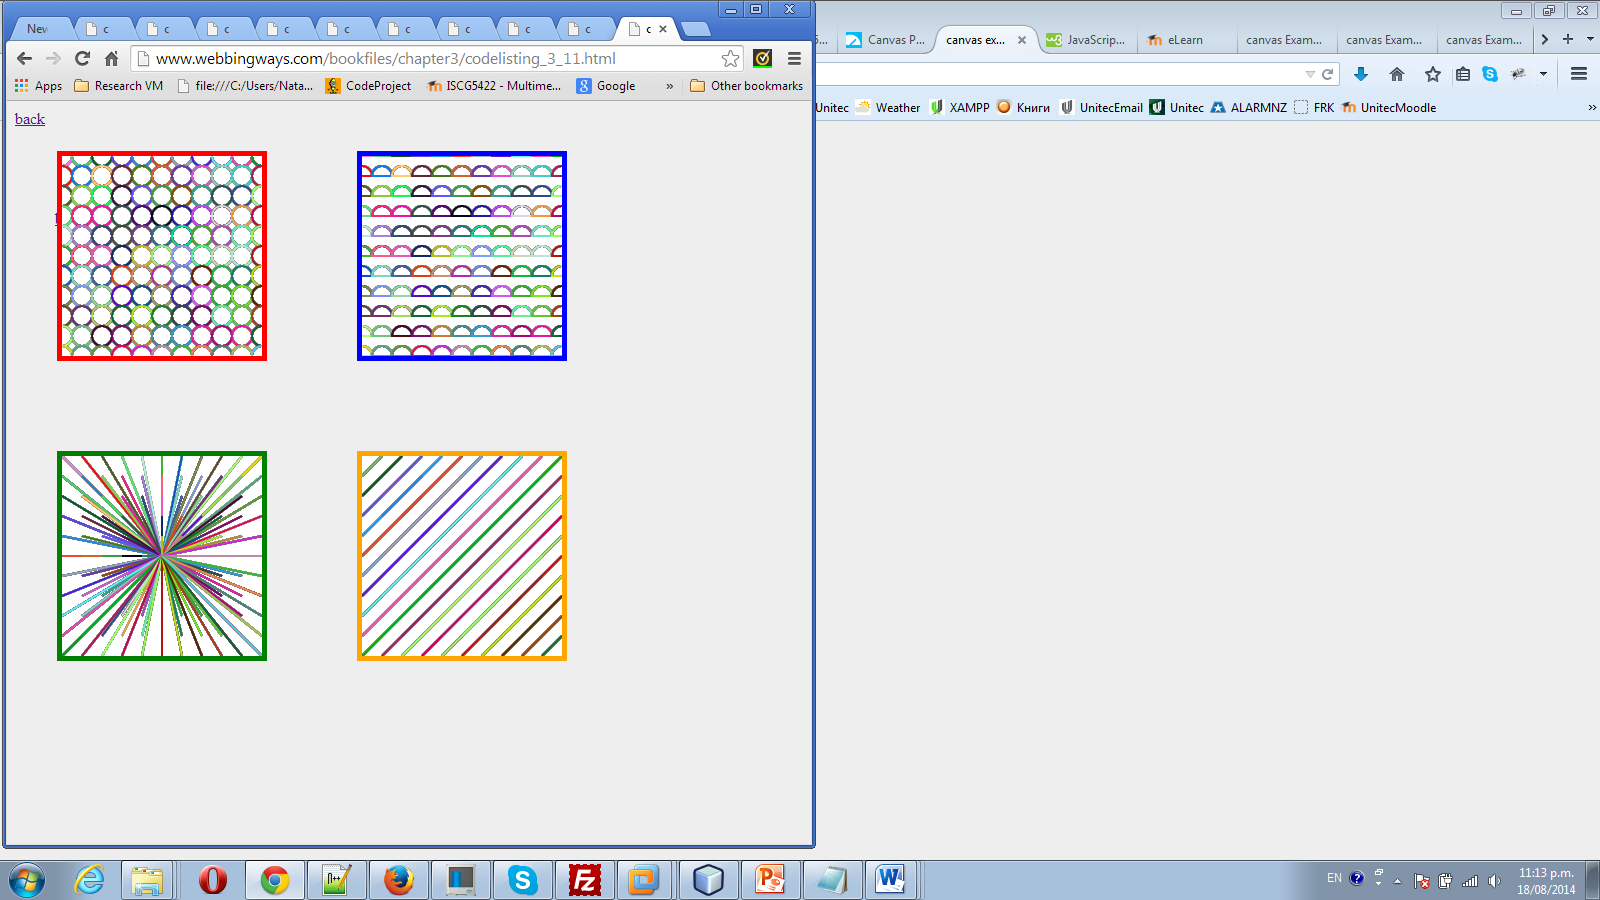 New
c
c
c
c
c
c
c
c
c
c
www.webbingways.com/bookfiles/chapter3/codelisting_3_11.html
Apps
Research VM
file:///C:/Users/Nata...
CodeProject
ISCG5422 - Multime...
Google
»
Other bookmarks
back
Canvas P...
canvas ex...
JavaScrip...
eLearn
canvas Exam...
canvas Exam...
canvas Exam...
Unitec
Weather
XAMPP
Книги
UnitecEmail
Unitec
ALARMNZ
FRK
UnitecMoodle
»
EN
11:13 p.m.
18/08/2014